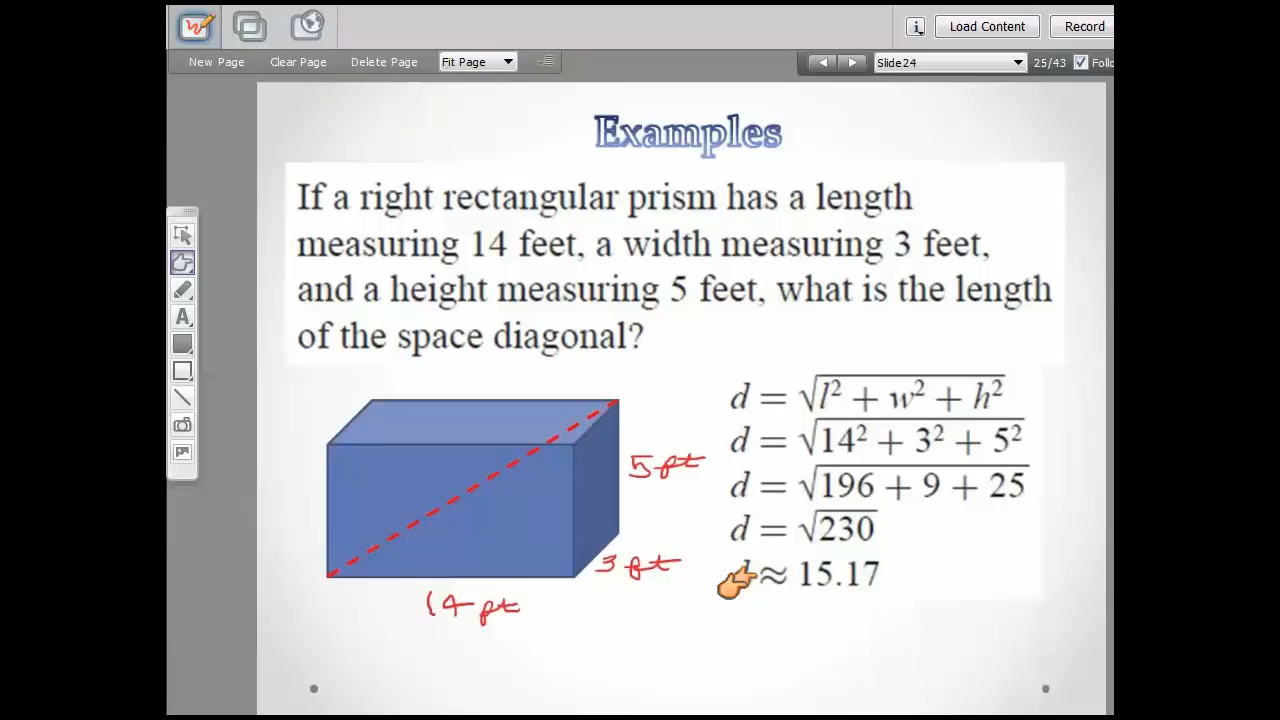 Load Content
Record
New Page
Clear Page
Delete Page
Fit Page
Slide24
25/43
Follo
Examples
If a right rectangular prism has a length
measuring 14 feet, a width measuring 3 feet,
and a height measuring 5 feet, what is the length
of the space diagonal?
d = √l² + w² + h²
d = √14² + 3² + 5²
d = √196 + 9 + 25
d = √230
≈ 15.17
5 ft
3 ft
14 ft